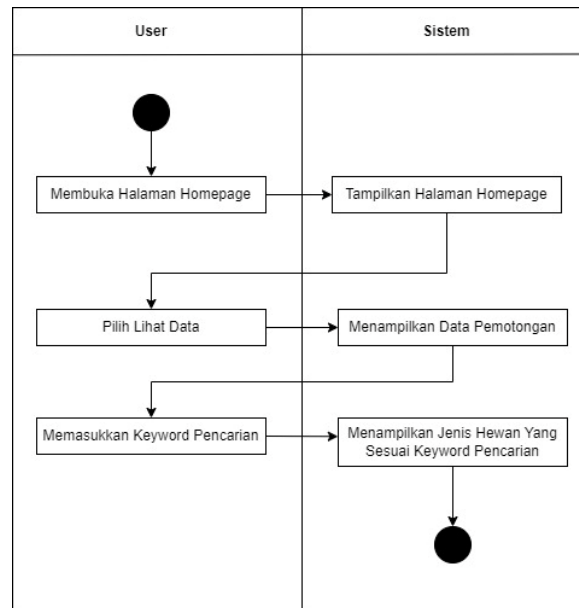 User
Sistem
Membuka Halaman Homepage
Tampilkan Halaman Homepage
Pilih Lihat Data
Menampilkan Data Pemotongan
Memasukkan Keyword Pencarian
Menampilkan Jenis Hewan Yang
Sesuai Keyword Pencarian